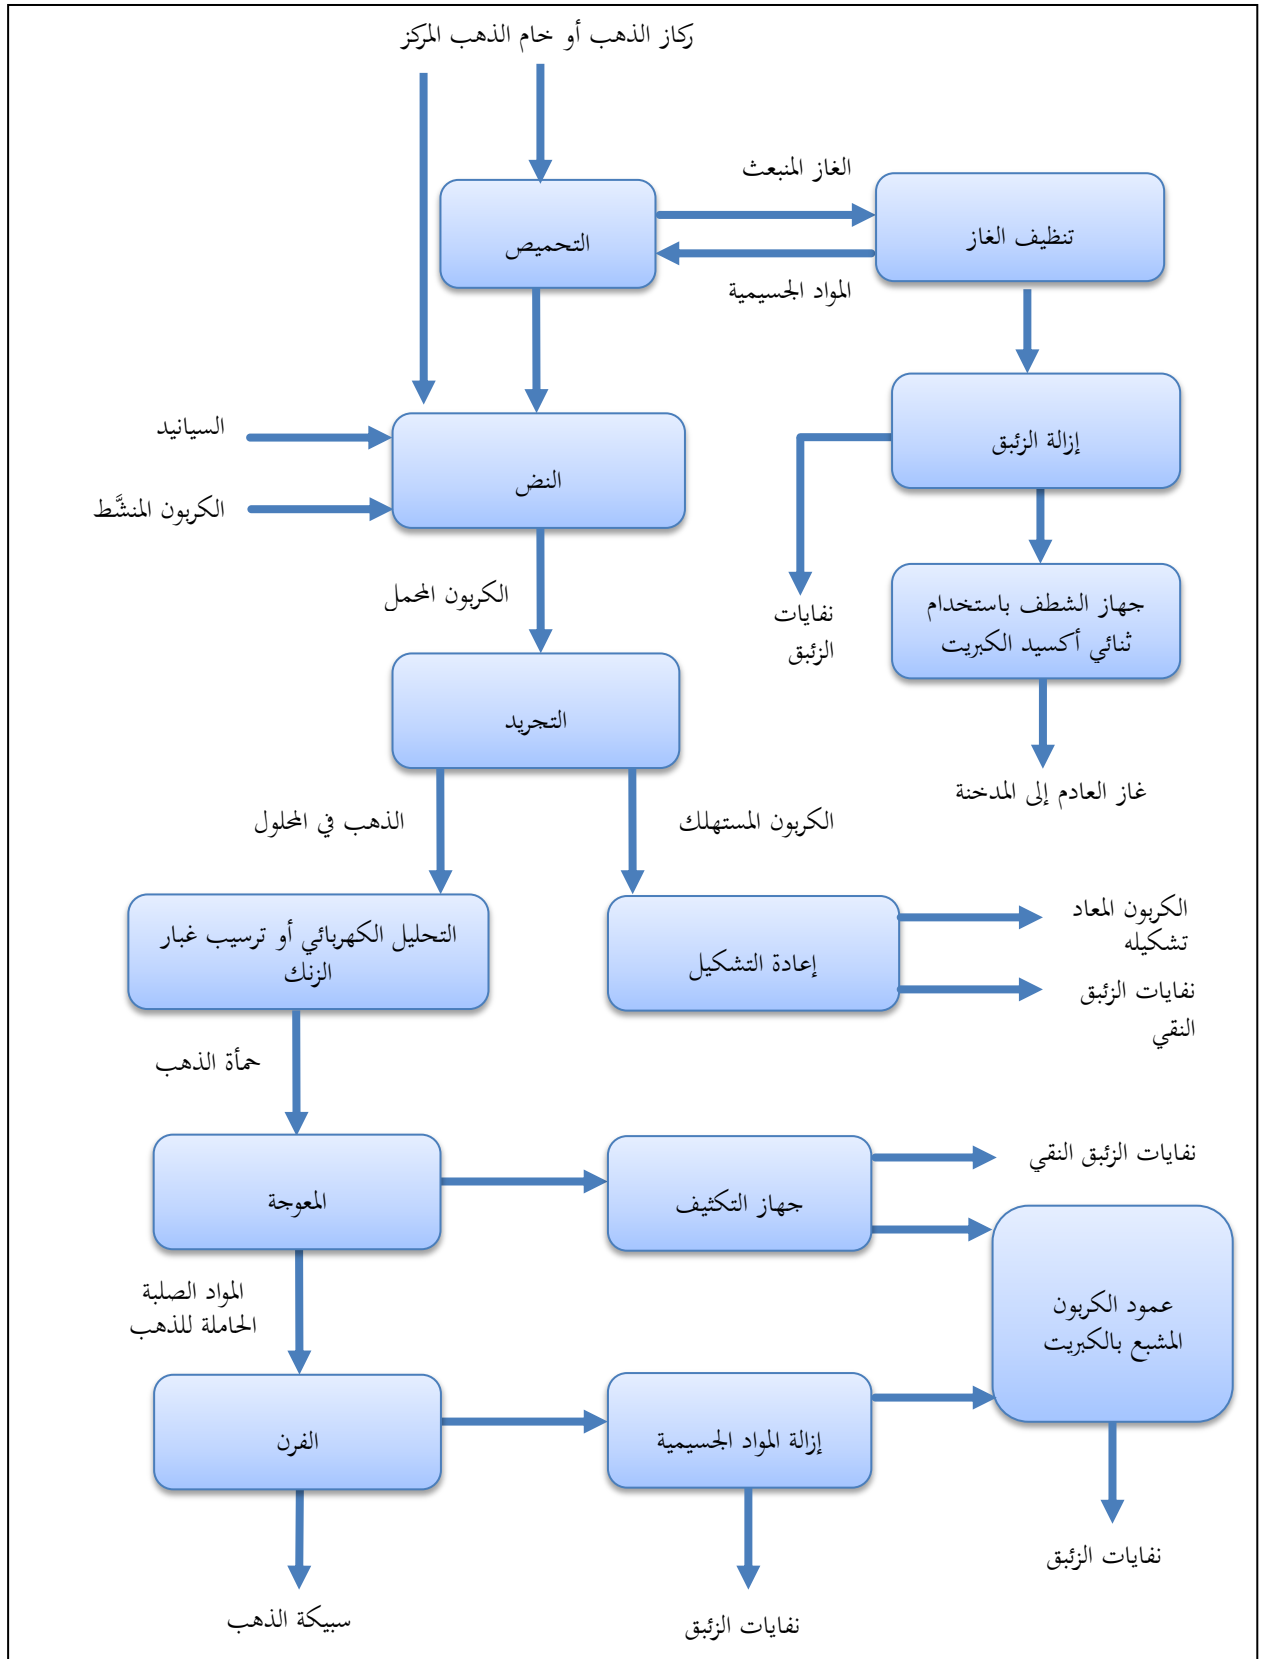 ركاز الذهب أو خام الذهب المركز
الغاز المنبعث
تنظيف الغاز
التحميص
المواد الجسيمية
السيانيد
إزالة الزئبق
النض
الكربون المنشَّط
الكربون المحمل
نفايات
الزئبق
جهاز الشطف باستخدام
ثنائي أكسيد الكبريت
التجريد
غاز العادم إلى المدخنة
الذهب في المحلول
الكربون المستهلك
التحليل الكهربائي أو ترسيب غبار
الزنك
إعادة التشكيل
الكربون المعاد
تشكيله
نفايات الزئبق
النقي
حمأة الذهب
المعوجة
جهاز التكثيف
نفايات الزئبق النقي
المواد الصلبة
الحاملة للذهب
عمود الكربون
المشبع بالكبريت
الفرن
إزالة المواد الجسيمية
نفايات الزئبق
سبيكة الذهب
نفايات الزئبق